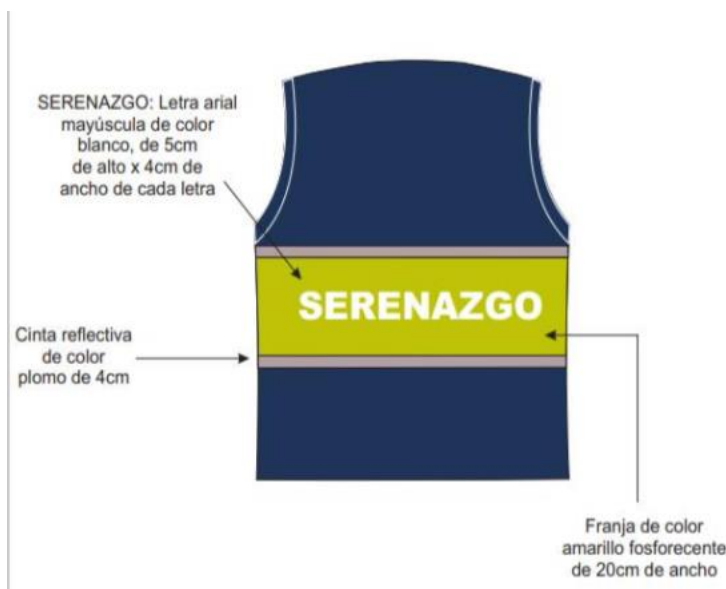 SERENAZGO: Letra arial
mayúscula de color
blanco, de 5cm
de alto x 4cm de
ancho de cada letra
SERENAZGO
Cinta reflectiva
de color
plomo de 4cm
Franja de color
amarillo fosforecente
de 20cm de ancho